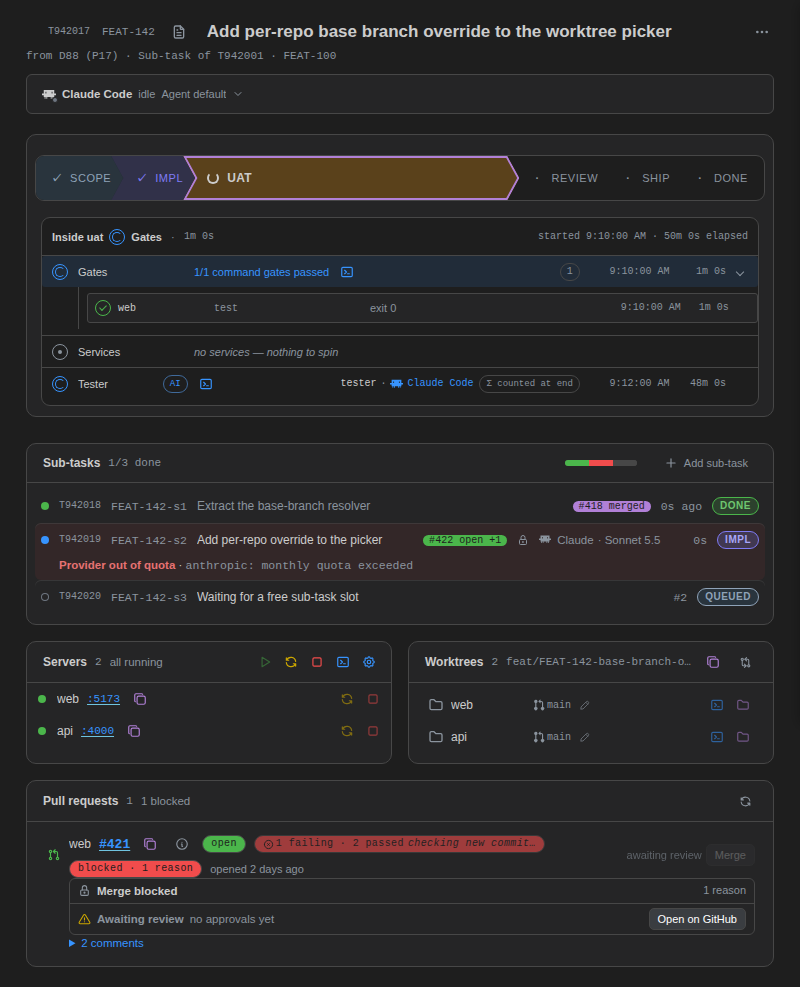 T942017 FEAT-142 Add per-repo base branch override to the worktree picker
from D88 (P17) · Sub-task of T942001 · FEAT-100
Claude Code idle Agent default
SCOPE IMPL UAT · REVIEW · SHIP · DONE
Inside uat Gates · 1m 0s started 9:10:00 AM · 50m 0s elapsed
Gates 1/1 command gates passed 1 9:10:00 AM 1m 0s
web test exit 0 9:10:00 AM 1m 0s
Services no services — nothing to spin
Tester AI tester · Claude Code Σ counted at end 9:12:00 AM 48m 0s
Sub-tasks 1/3 done Add sub-task
T942018 FEAT-142-s1 Extract the base-branch resolver #418 merged 0s ago DONE
T942019 FEAT-142-s2 Add per-repo override to the picker #422 open +1 Claude · Sonnet 5.5 0s IMPL
Provider out of quota · anthropic: monthly quota exceeded
T942020 FEAT-142-s3 Waiting for a free sub-task slot #2 QUEUED
Servers 2 all running
web :5173
api :4000
Worktrees 2 feat/FEAT-142-base-branch-o…
web main
api main
Pull requests 1 1 blocked
web #421 open 1 failing · 2 passed checking new commit…
blocked · 1 reason opened 2 days ago
awaiting review Merge
Merge blocked 1 reason
Awaiting review no approvals yet Open on GitHub
2 comments